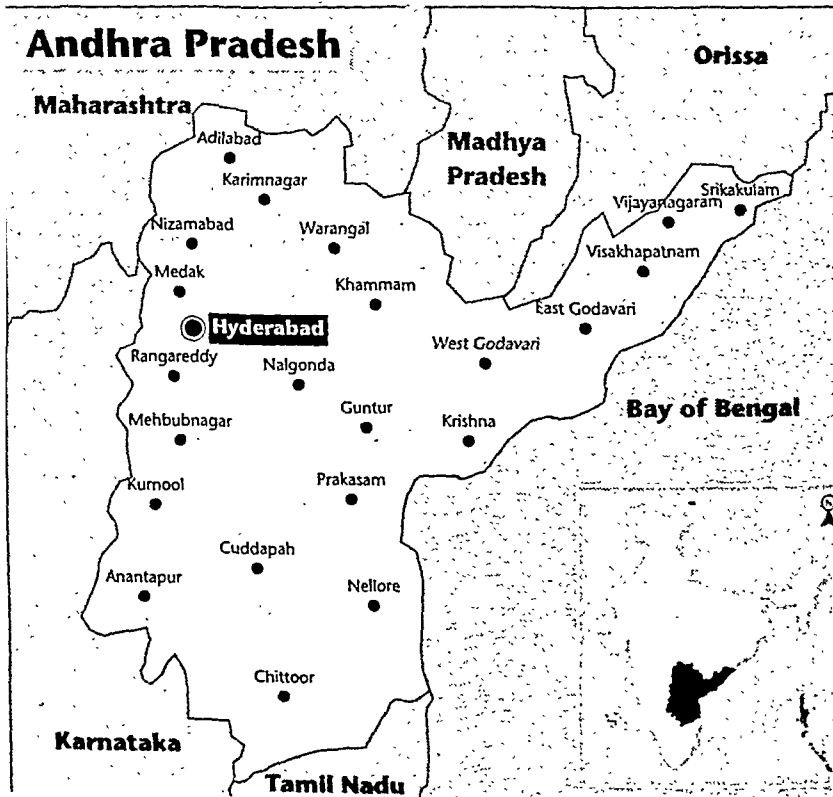 Andhra Pradesh
Orissa
Maharashtra
Madhya
Pradesh
Adilabad
Karimnagar
Srikakulam
Vijayanagaram
Nizamabad
Warangal
Visakhapatnam
Medak
Khammam
East Godavari
Hyderabad
West Godavari
Rangareddy
Nalgonda
Bay of Bengal
Guntur
Mehbubnagar
Krishna
Prakasam
Kurnool
N
Cuddapah
Anantapur
Nellore
Chittoor
Karnataka
Tamil Nadu